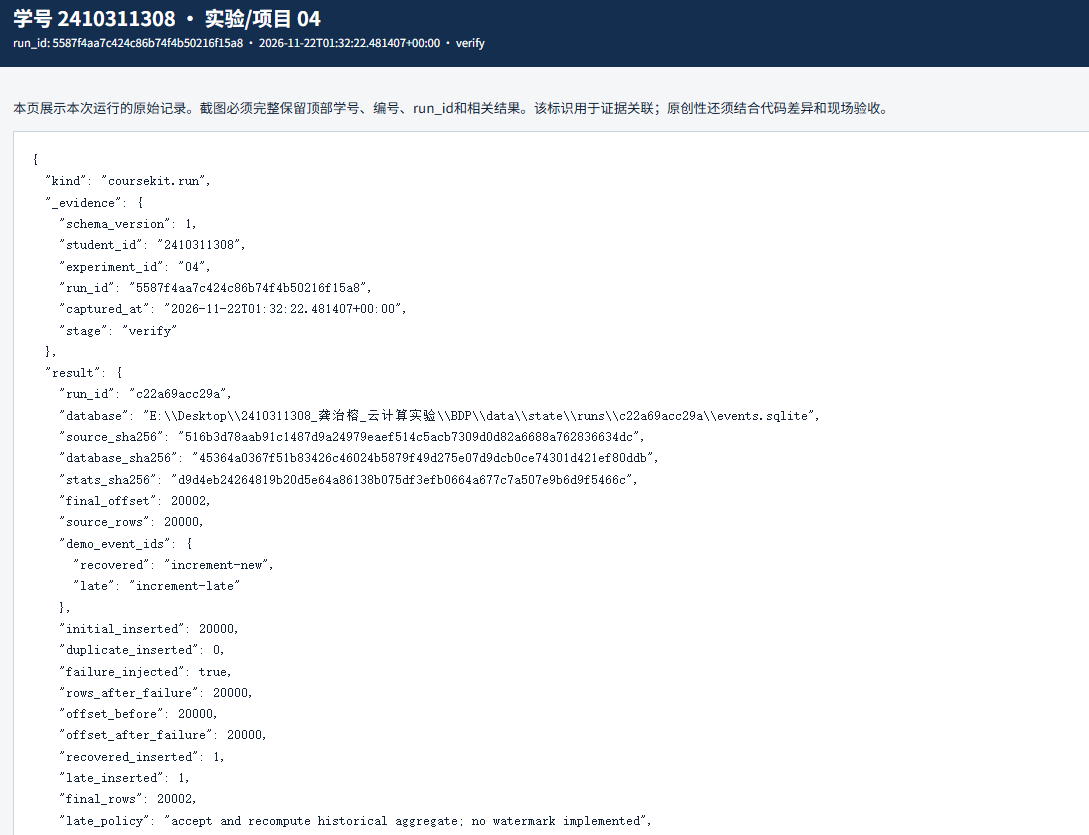 学号 2410311308 • 实验/项目 04
run_id: 5587f4aa7c424c86b74f4b50216f15a8 • 2026-11-22T01:32:22.481407+00:00 • verify
本页展示本次运行的原始记录。截图必须完整保留顶部学号、编号、run_id和相关结果。该标识用于证据关联；原创性还须结合代码差异和现场验收。
{
"kind": "coursekit.run",
"_evidence": {
"schema_version": 1,
"student_id": "2410311308",
"experiment_id": "04",
"run_id": "5587f4aa7c424c86b74f4b50216f15a8",
"captured_at": "2026-11-22T01:32:22.481407+00:00",
"stage": "verify"
},
"result": {
"run_id": "c22a69acc29a",
"database": "E:\\Desktop\\2410311308_龚治榕_云计算实验\\BDP\\data\\state\\runs\\c22a69acc29a\\events.sqlite",
"source_sha256": "516b3d78aab91c1487d9a24979eaef514c5acb7309d0d82a6688a762836634dc",
"database_sha256": "45364a0367f51b83426c46024b5879f49d275e07d9dcb0ce74301d421ef80ddb",
"stats_sha256": "d9d4eb24264819b20d5e64a86138b075df3efb0664a677c7a507e9b6d9f5466c",
"final_offset": 20002,
"source_rows": 20000,
"demo_event_ids": {
"recovered": "increment-new",
"late": "increment-late"
},
"initial_inserted": 20000,
"duplicate_inserted": 0,
"failure_injected": true,
"rows_after_failure": 20000,
"offset_before": 20000,
"offset_after_failure": 20000,
"recovered_inserted": 1,
"late_inserted": 1,
"final_rows": 20002,
"late_policy": "accept and recompute historical aggregate; no watermark implemented",